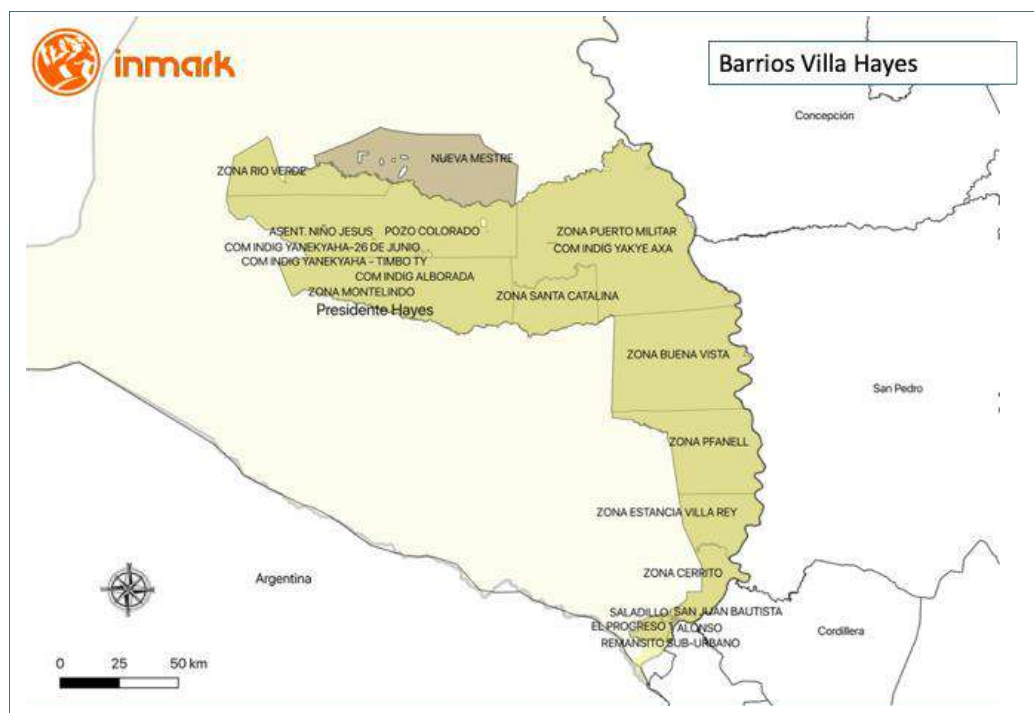 inmark
Barrios Villa Hayes
Concepción
NUEVA MESTRE
ZONA RIO VERDE
ASENT. NIÑO JESUS
POZO COLORADO
ZONA PUERTO MILITAR
COM INDIG YANEKYAHA-26 DE JUNIO
COM INDIG YAKYE AXA
COM INDIG YANEKYAHA - TIMBO TY
COM INDIG ALBORADA
ZONA MONTELINDO
ZONA SANTA CATALINA
Presidente Hayes
ZONA BUENA VISTA
San Pedro
ZONA PFANELL
ZONA ESTANCIA VILLA REY
ZONA CERRITO
Argentina
SALADILLO
SAN JUAN BAUTISTA
EL PROGRESO
ALONSO
Cordillera
REMANSITO SUB-URBANO
0 25 50 km